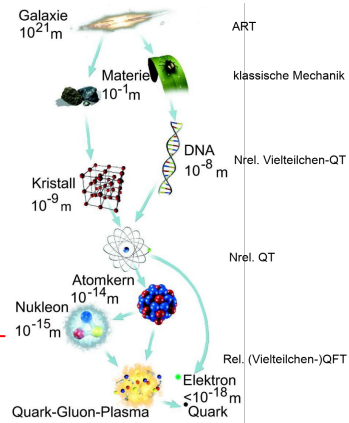 Galaxie
10²¹m
ART
Materie
10⁻¹m
klassische Mechanik
DNA
10⁻⁸ m
Nrel. Vielteilchen-QT
Kristall
10⁻⁹ m
Nrel. QT
Atomkern
10⁻¹⁴m
Nukleon
10⁻¹⁵m
Rel. (Vielteilchen-)QFT
Elektron
<10⁻¹⁸m
Quark
Quark-Gluon-Plasma